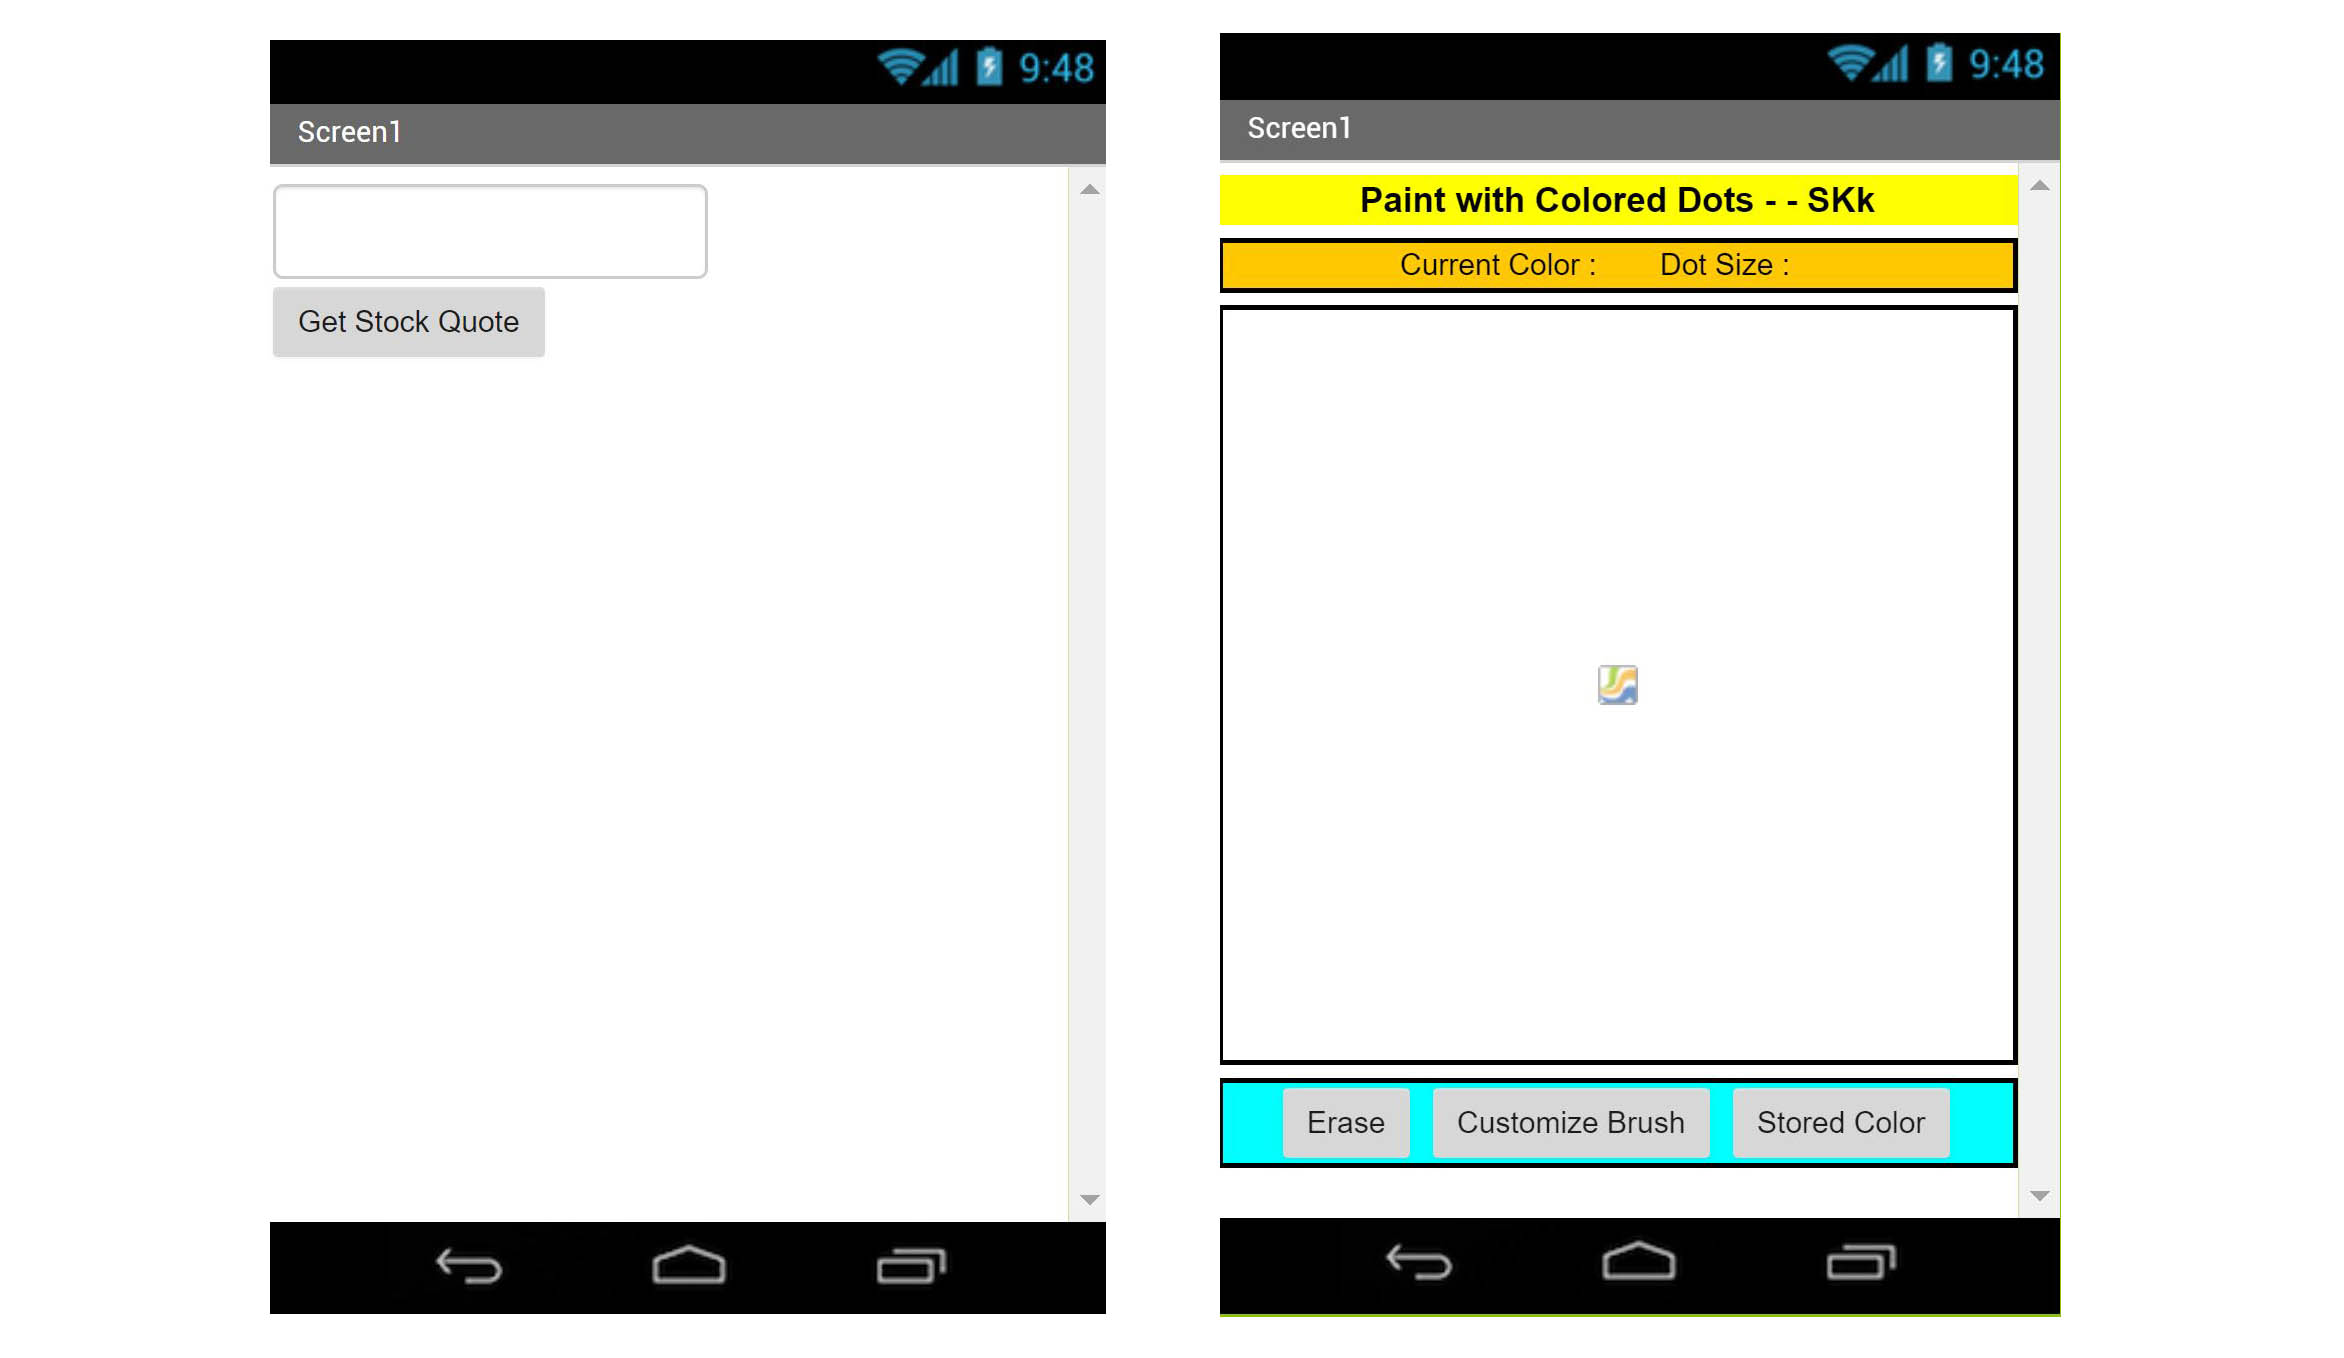 9:48
Screen1
Get Stock Quote
9:48
Screen1
Paint with Colored Dots - - SKk
Current Color : Dot Size :
Erase Customize Brush Stored Color